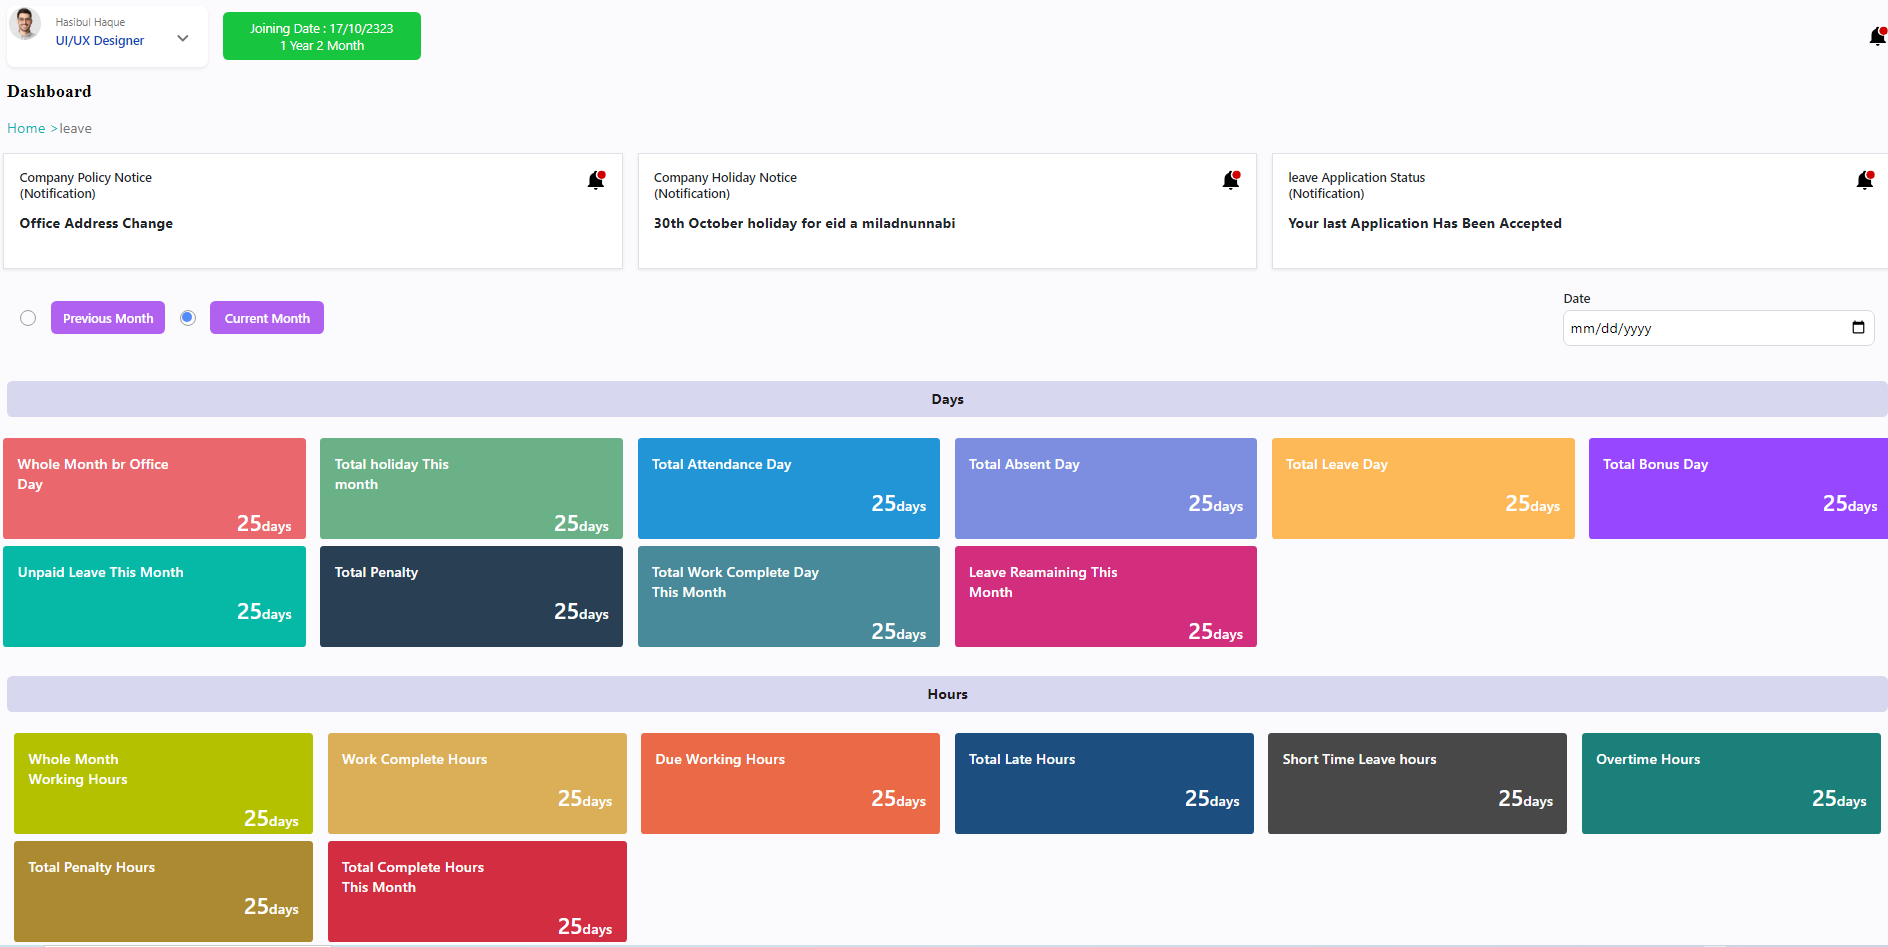 Hasibul Haque
UI/UX Designer
Joining Date : 17/10/2323
1 Year 2 Month
Dashboard
Home >leave
Company Policy Notice
(Notification)
Office Address Change
Company Holiday Notice
(Notification)
30th October holiday for eid a miladnunnabi
leave Application Status
(Notification)
Your last Application Has Been Accepted
Previous Month
Current Month
Date
mm/dd/yyyy
Days
Whole Month br Office
Day
25days
Total holiday This
month
25days
Total Attendance Day
25days
Total Absent Day
25days
Total Leave Day
25days
Total Bonus Day
25days
Unpaid Leave This Month
25days
Total Penalty
25days
Total Work Complete Day
This Month
25days
Leave Reamaining This
Month
25days
Hours
Whole Month
Working Hours
25days
Work Complete Hours
25days
Due Working Hours
25days
Total Late Hours
25days
Short Time Leave hours
25days
Overtime Hours
25days
Total Penalty Hours
25days
Total Complete Hours
This Month
25days